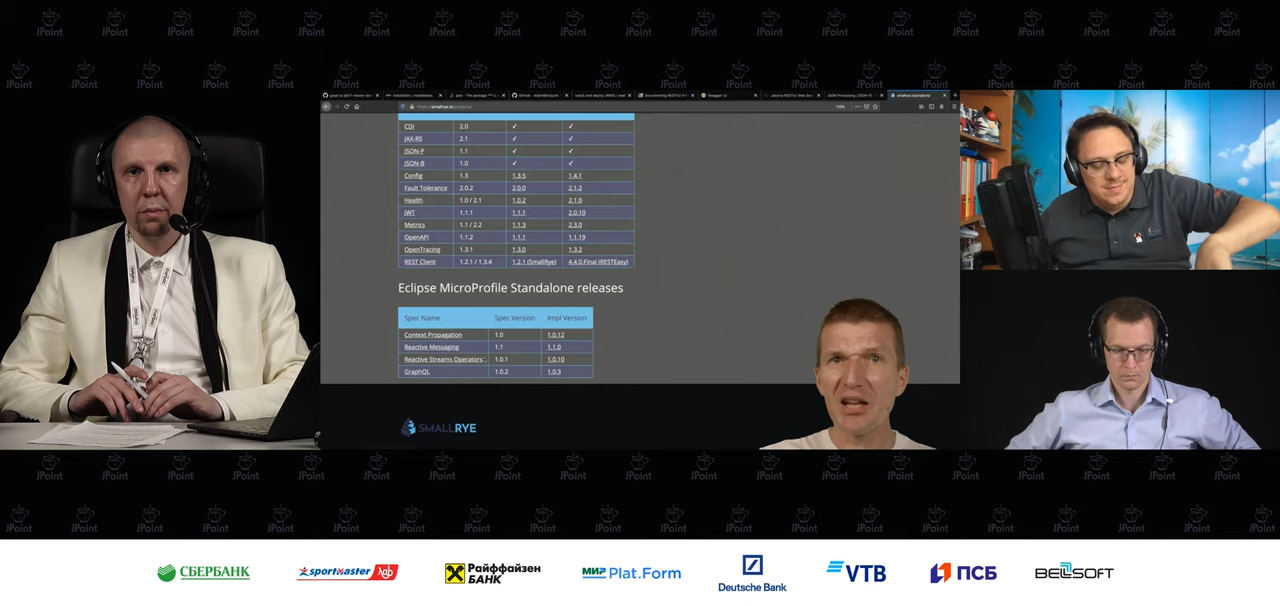 JPoint
smallrye.io/projects/
CDI 2.0 ✓ ✓
JAX-RS 2.1 ✓ ✓
JSON-P 1.1 ✓ ✓
JSON-B 1.0 ✓ ✓
Config 1.3 1.3.5 1.4.1
Fault Tolerance 2.0.2 2.0.0 2.1.2
Health 1.0 / 2.1 1.0.2 2.1.0
JWT 1.1.1 1.1.1 2.0.10
Metrics 1.1 / 2.2 1.1.3 2.3.0
OpenAPI 1.1.2 1.1.1 1.1.19
OpenTracing 1.3.1 1.3.0 1.3.2
REST Client 1.2.1 / 1.3.4 1.2.1 (SmallRye) 4.4.0.Final (RESTEasy)
Eclipse MicroProfile Standalone releases
Spec Name Spec Version Impl Version
Context Propagation 1.0 1.0.12
Reactive Messaging 1.1 1.1.0
Reactive Streams Operators 1.0.1 1.0.10
GraphQL 1.0.2 1.0.3
SMALLRYE
СБЕРБАНК
sportmaster лаб
Райффайзен
БАНК
МИР Plat.Form
Deutsche Bank
VTB
ПСБ
BELLSOFT